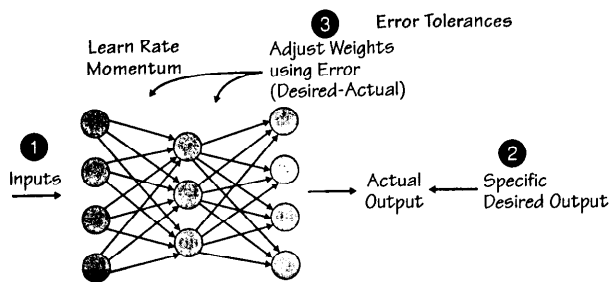 3
Error Tolerances
Learn Rate
Momentum
Adjust Weights
using Error
(Desired-Actual)
1
Inputs
Actual
Output
2
Specific
Desired Output